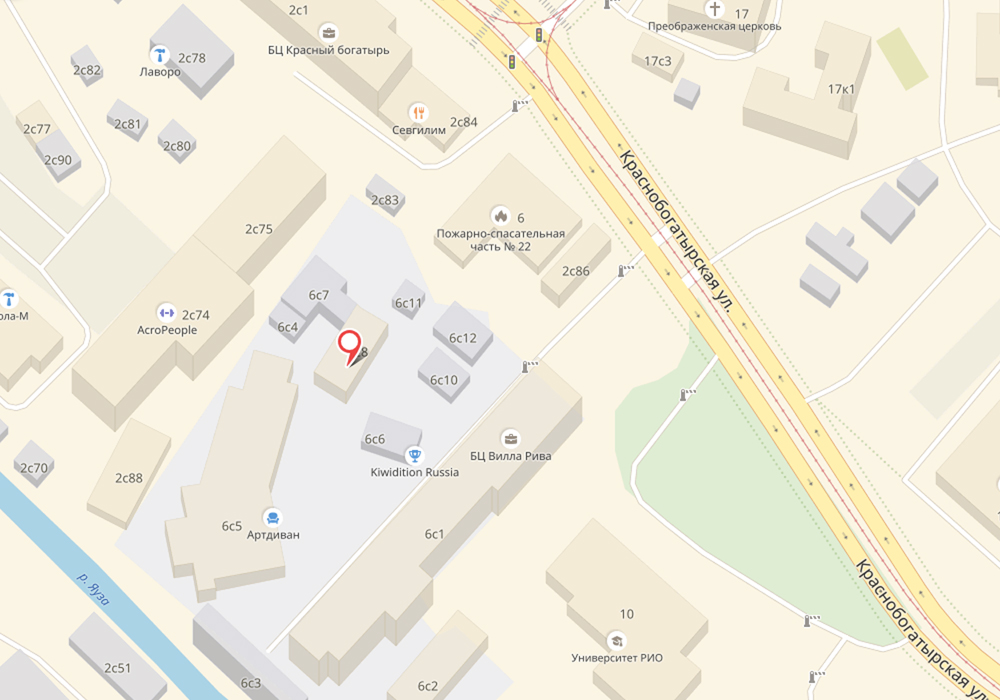 2с1
БЦ Красный богатырь
17
Преображенская церковь
2с82
2с78
Лаворо
17с3
17к1
2с77
2с81
2с80
2с90
Севгилим
2с84
Краснобогатырская ул.
2с83
6
Пожарно-спасательная
часть № 22
2с75
2с86
6с7
6с11
6с4
2с74
AcroPeople
ола-М
8
6с12
6с10
6с6
Kiwidition Russia
БЦ Вилла Рива
2с70
2с88
6с5
Артдиван
6с1
р. Яуза
Краснобогатырская ул.
10
Университет РИО
2с51
6с3
6с2